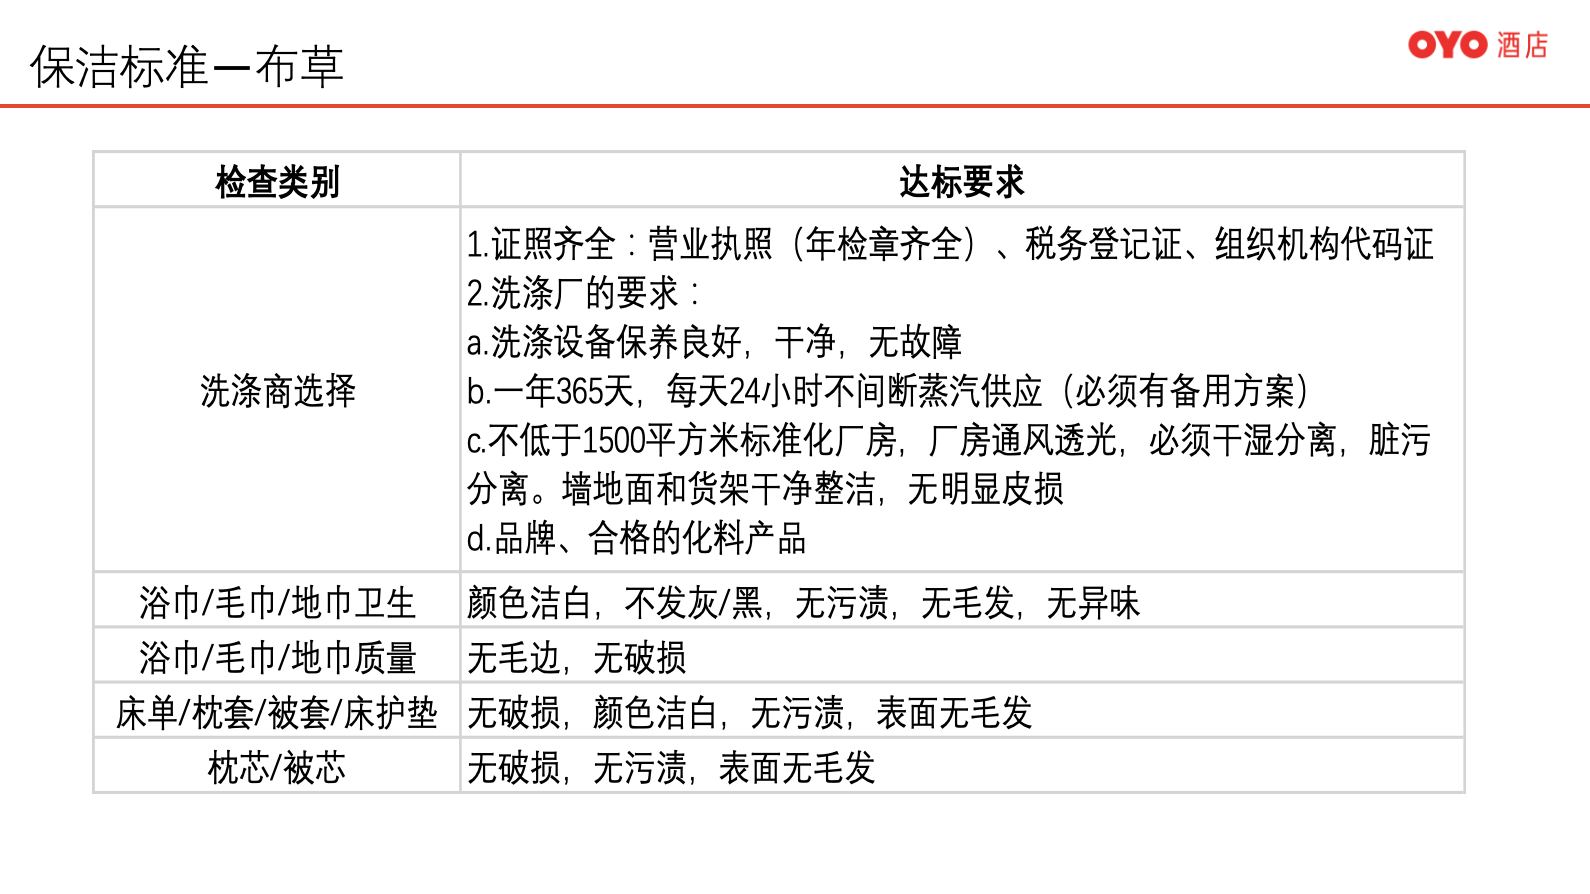 保洁标准—布草
OYO 酒店
检查类别
达标要求
洗涤商选择
1.证照齐全：营业执照（年检章齐全）、税务登记证、组织机构代码证
2.洗涤厂的要求：
a.洗涤设备保养良好，干净，无故障
b.一年365天，每天24小时不间断蒸汽供应（必须有备用方案）
c.不低于1500平方米标准化厂房，厂房通风透光，必须干湿分离，脏污
分离。墙地面和货架干净整洁，无明显皮损
d.品牌、合格的化料产品
浴巾/毛巾/地巾卫生
颜色洁白，不发灰/黑，无污渍，无毛发，无异味
浴巾/毛巾/地巾质量
无毛边，无破损
床单/枕套/被套/床护垫
无破损，颜色洁白，无污渍，表面无毛发
枕芯/被芯
无破损，无污渍，表面无毛发